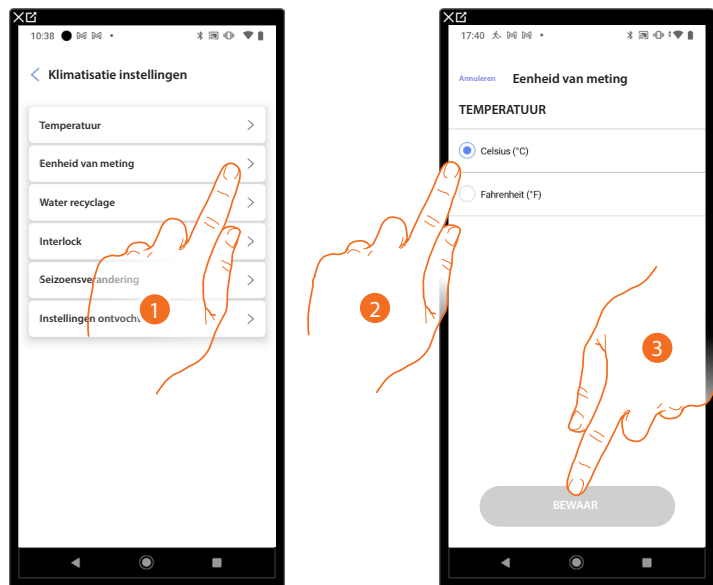 10:38
Klimatisatie instellingen
Temperatuur
Eenheid van meting
Water recyclage
Interlock
Seizoensverandering
Instellingen ontvocht
1
2
17:40
Annuleren Eenheid van meting
TEMPERATUUR
Celsius (°C)
Fahrenheit (°F)
3
BEWAAR